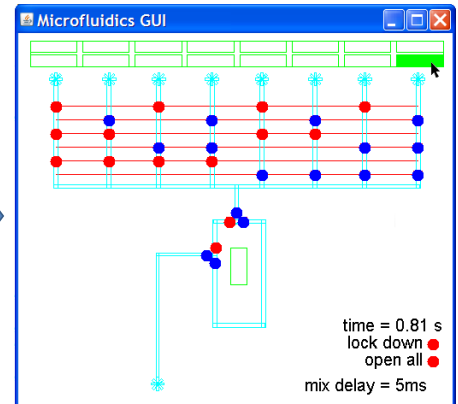 Microfluidics GUI
time = 0.81 s
lock down
open all
mix delay = 5ms